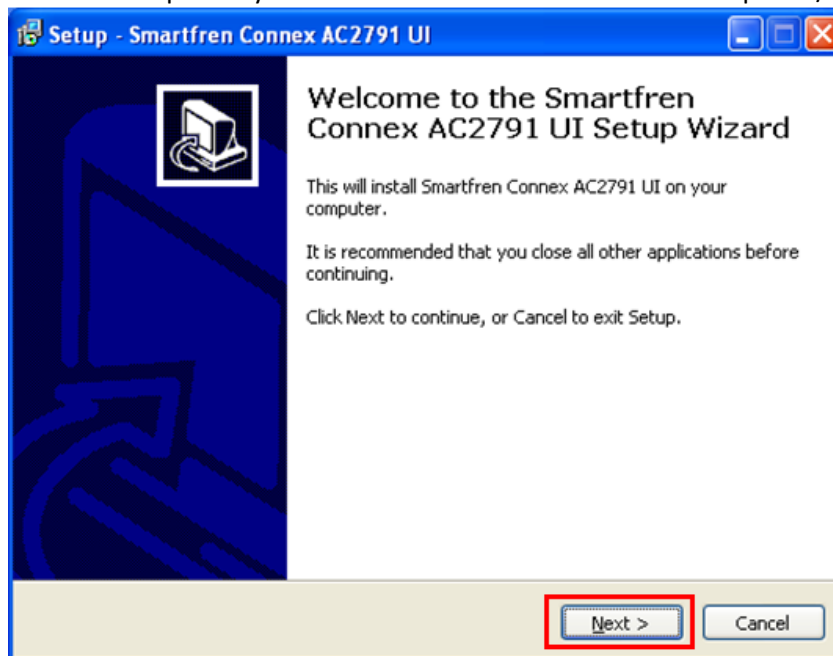 Setup - Smartfren Connex AC2791 UI
Welcome to the Smartfren
Connex AC2791 UI Setup Wizard
This will install Smartfren Connex AC2791 UI on your
computer.
It is recommended that you close all other applications before
continuing.
Click Next to continue, or Cancel to exit Setup.
Next >
Cancel